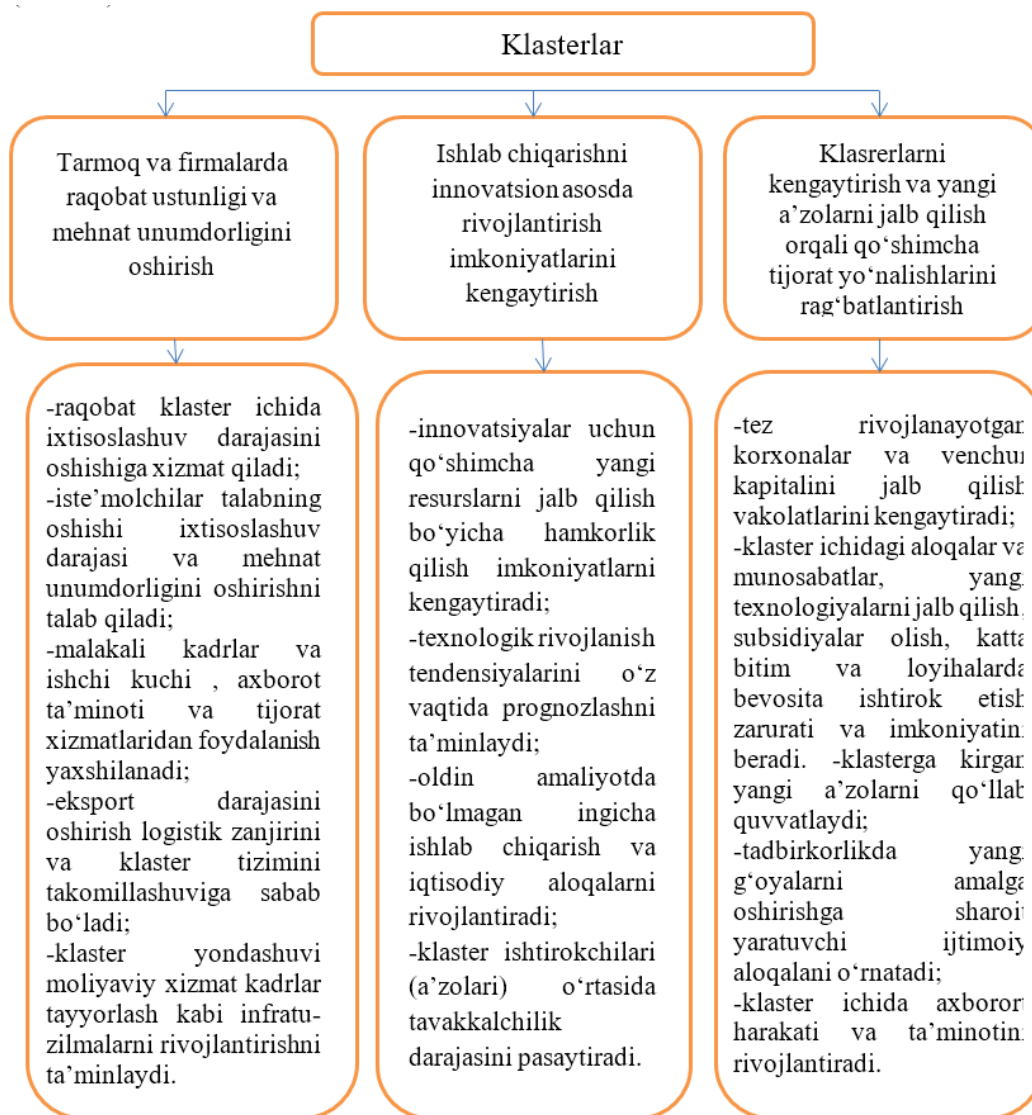 Klasterlar
Tarmoq va firmalarda
raqobat ustunligi va
mehnat unumdorligini
oshirish
Ishlab chiqarishni
innovatsion asosda
rivojlantirish
imkoniyatlarini
kengaytirish
Klasrerlarni
kengaytirish va yangi
a’zolarni jalb qilish
orqali qo‘shimcha
tijorat yo‘nalishlarini
rag‘batlantirish
-raqobat klaster ichida
ixtisoslashuv darajasini
oshishiga xizmat qiladi;
-iste’molchilar talabning
oshishi ixtisoslashuv
darajasi va mehnat
unumdorligini oshirishni
talab qiladi;
-malakali kadrlar va
ishchi kuchi , axborot
ta’minoti va tijorat
xizmatlaridan foydalanish
yaxshilanadi;
-eksport darajasini
oshirish logistik zanjirini
va klaster tizimini
takomillashuviga sabab
bo‘ladi;
-klaster yondashuvi
moliyaviy xizmat kadrlar
tayyorlash kabi infratu-
zilmalarni rivojlantirishni
ta’minlaydi.
-innovatsiyalar uchun
qo‘shimcha yangi
resurslarni jalb qilish
bo‘yicha hamkorlik
qilish imkoniyatlarni
kengaytiradi;
-texnologik rivojlanish
tendensiyalarini o‘z
vaqtida prognozlashni
ta’minlaydi;
-oldin amaliyotda
bo‘lmagan ingicha
ishlab chiqarish va
iqtisodiy aloqalarni
rivojlantiradi;
-klaster ishtirokchilari
(a’zolari) o‘rtasida
tavakkalchilik
darajasini pasaytiradi.
-tez rivojlanayotgan
korxonalar va venchur
kapitalini jalb qilish
vakolatlarini kengaytiradi;
-klaster ichidagi aloqalar va
munosabatlar, yangi
texnologiyalarni jalb qilish,
subsidiyalar olish, katta
bitim va loyihalarda
bevosita ishtirok etish
zarurati va imkoniyatini
beradi. -klasterga kirgan
yangi a’zolarni qo‘llab
quvvatlaydi;
-tadbirkorlikda yangi
g‘oyalarni amalga
oshirishga sharoit
yaratuvchi ijtimoiy
aloqalani o‘rnatadi;
-klaster ichida axborort
harakati va ta’minotini
rivojlantiradi.